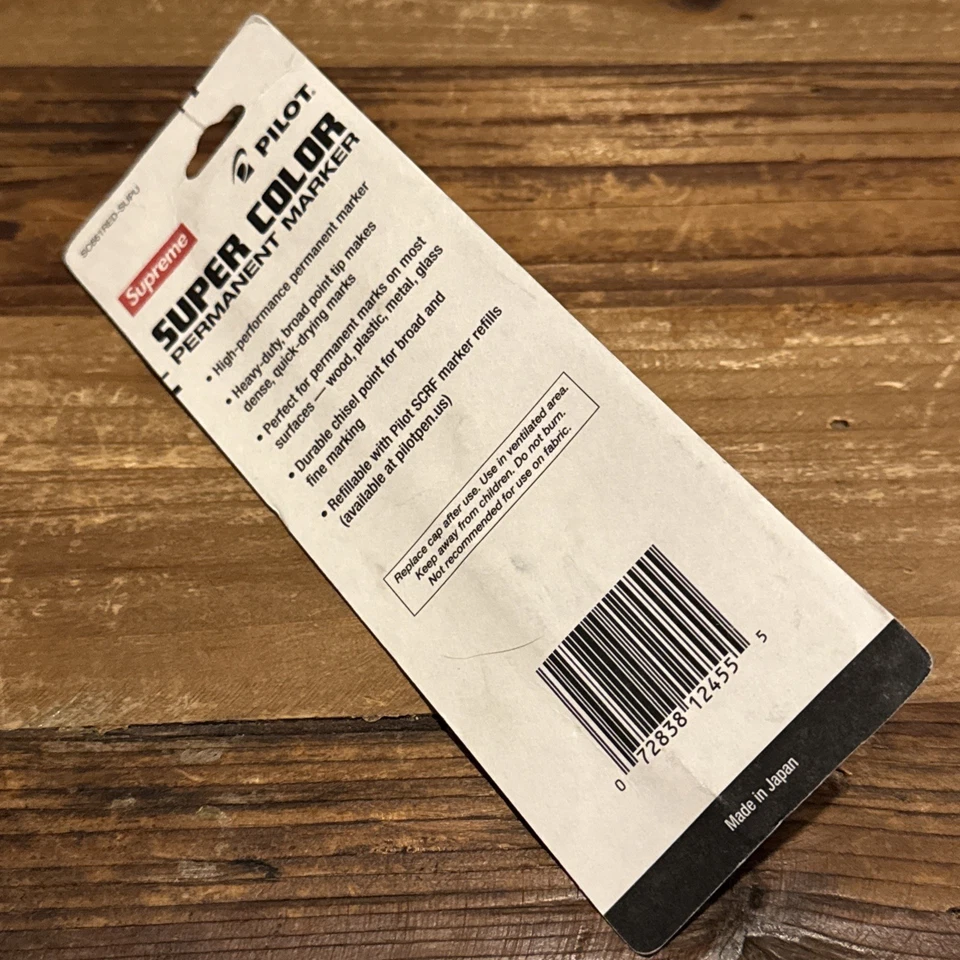 SC661RED-SUPU
PILOT.
Supreme
SUPER COLOR
PERMANENT MARKER
• High-performance permanent marker
• Heavy-duty, broad point tip makes
dense, quick-drying marks
• Perfect for permanent marks on most
surfaces — wood, plastic, metal, glass
• Durable chisel point for broad and
fine marking
• Refillable with Pilot SCRF marker refills
(available at pilotpen.us)
Replace cap after use. Use in ventilated area.
Keep away from children. Do not burn.
Not recommended for use on fabric.
0 72838 12455 5
Made in Japan